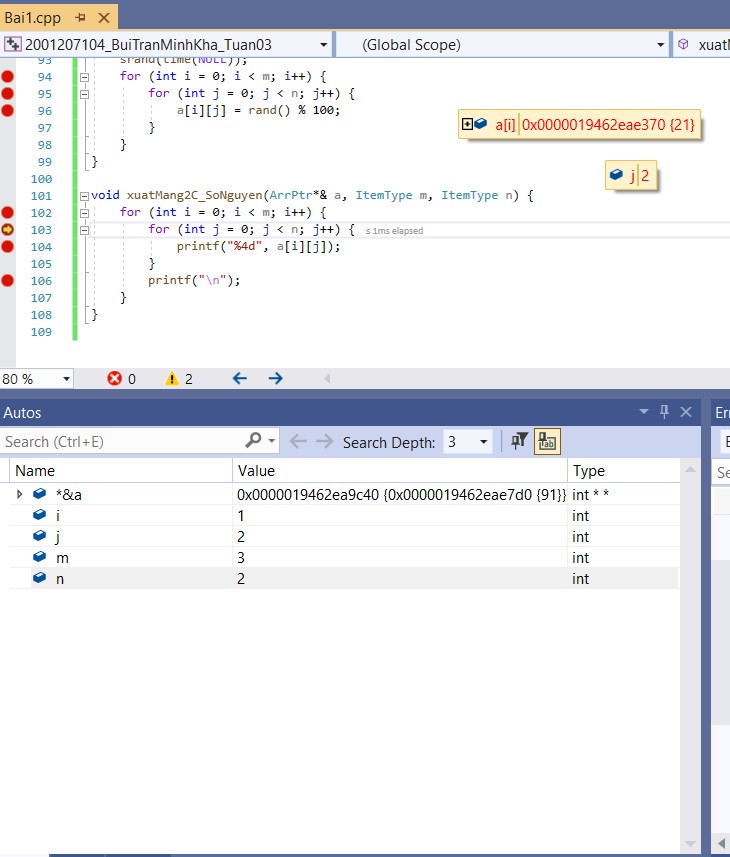 Bai1.cpp
2001207104_BuiTranMinhKha_Tuan03 (Global Scope) xuatM
93 srand(time(NULL));
94 for (int i = 0; i < m; i++) {
95 for (int j = 0; j < n; j++) {
96 a[i][j] = rand() % 100;
97 }
98 }
99 }
100
101 void xuatMang2C_SoNguyen(ArrPtr*& a, ItemType m, ItemType n) {
102 for (int i = 0; i < m; i++) {
103 for (int j = 0; j < n; j++) { ≤ 1ms elapsed
104 printf("%4d", a[i][j]);
105 }
106 printf("\n");
107 }
108 }
109
a[i] 0x0000019462eae370 {21}
j 2
80 % 0 2
Autos
Search (Ctrl+E) Search Depth: 3
Name Value Type
*&a 0x0000019462ea9c40 {0x0000019462eae7d0 {91}} int * *
i 1 int
j 2 int
m 3 int
n 2 int
Er
E
Se